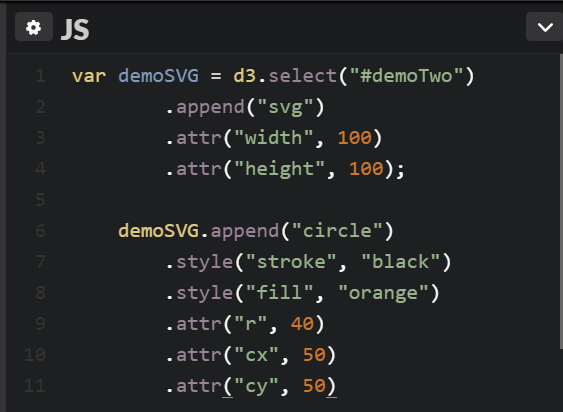 JS
1 var demoSVG = d3.select("#demoTwo")
2         .append("svg")
3         .attr("width", 100)
4         .attr("height", 100);
5
6     demoSVG.append("circle")
7         .style("stroke", "black")
8         .style("fill", "orange")
9         .attr("r", 40)
10         .attr("cx", 50)
11         .attr("cy", 50)